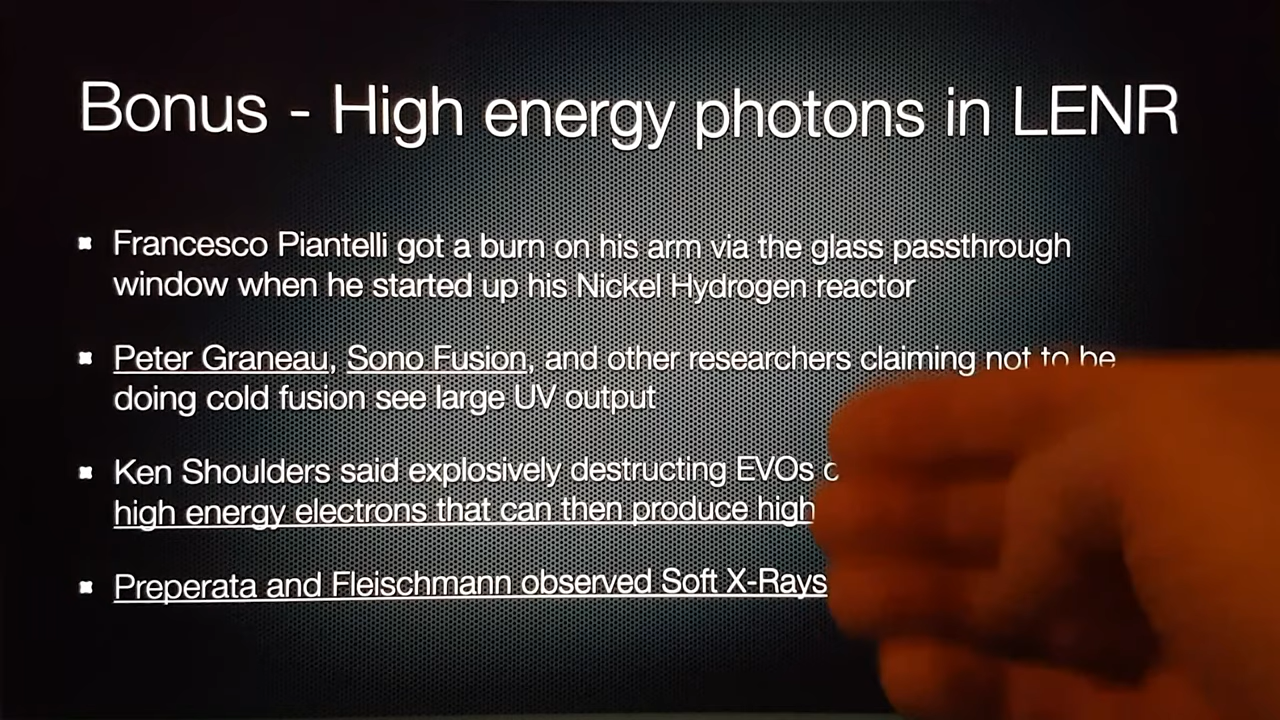 Bonus - High energy photons in LENR
Francesco Piantelli got a burn on his arm via the glass passthrough
window when he started up his Nickel Hydrogen reactor
Peter Graneau, Sono Fusion, and other researchers claiming not to be
doing cold fusion see large UV output
Ken Shoulders said explosively destructing EVOs
high energy electrons that can then produce high
Preperata and Fleischmann observed Soft X-Rays